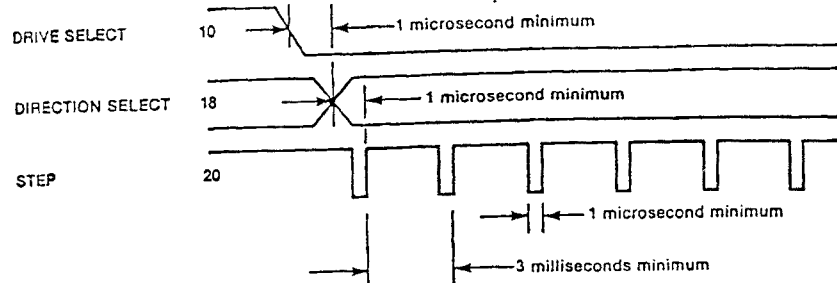 DRIVE SELECT 10 1 microsecond minimum
DIRECTION SELECT 18 1 microsecond minimum
STEP 20
1 microsecond minimum
3 milliseconds minimum